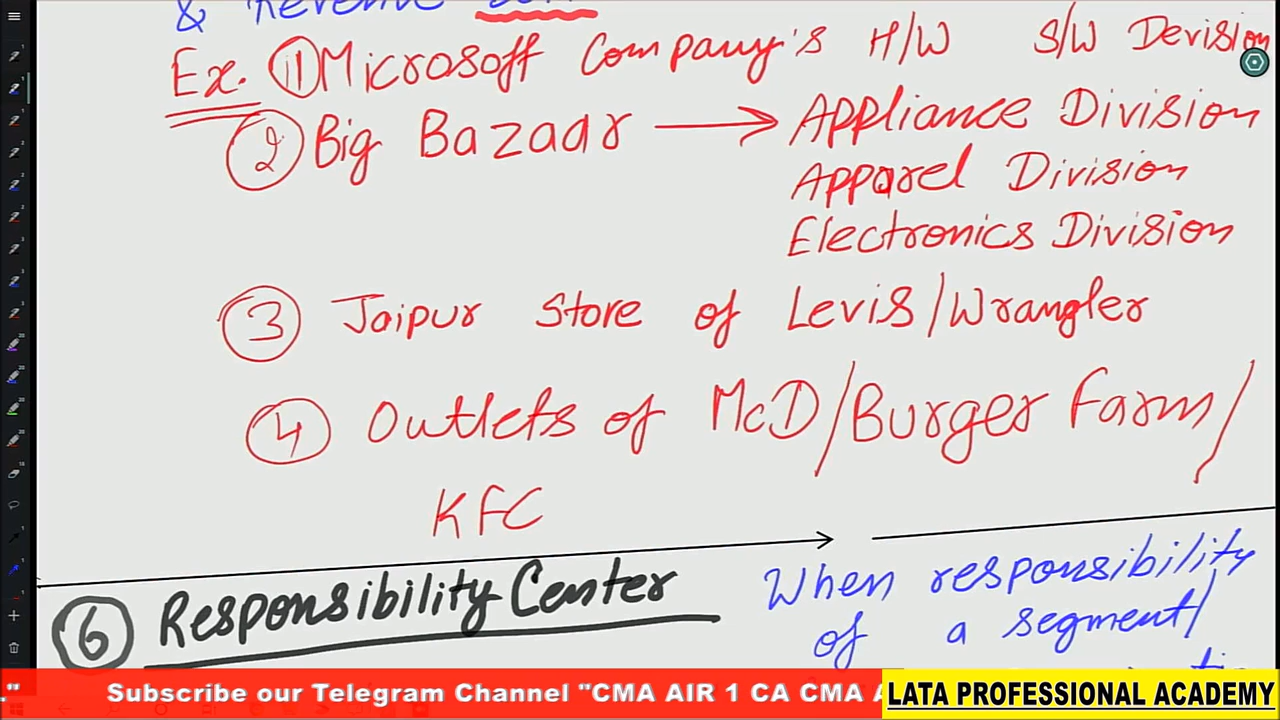 & Revenue
Ex. ① Microsoft Company's H/W S/W Devision
② Big Bazaar → Appliance Division
Apparel Division
Electronics Division
③ Jaipur Store of Levis/Wrangler
④ Outlets of McD/Burger Farm/
KFC
⑥ Responsibility Center When responsibility
of a segment/
." Subscribe our Telegram Channel "CMA AIR 1 CA CMA A
LATA PROFESSIONAL ACADEMY